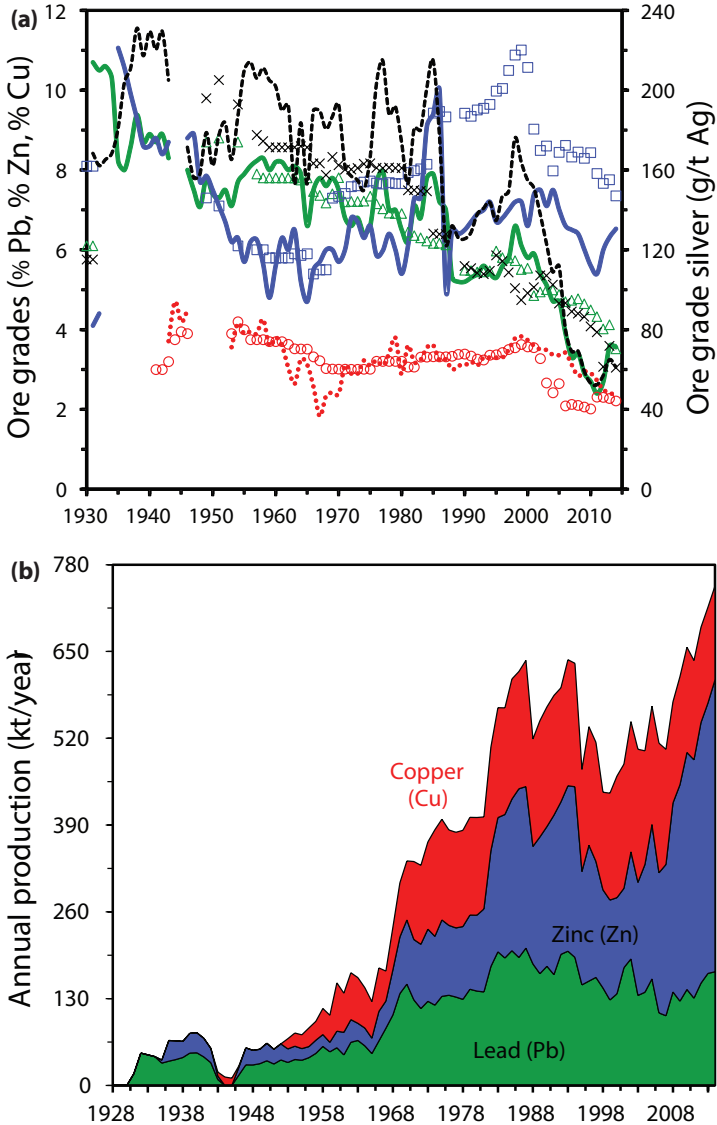 (a)
Ore grades (% Pb, % Zn, % Cu)
12
10
8
6
4
2
0
240
200
160
120
80
40
0
Ore grade silver (g/t Ag)
1930 1940 1950 1960 1970 1980 1990 2000 2010
(b)
Annual production (kt/year)
780
650
520
390
260
130
0
Copper
(Cu)
Zinc (Zn)
Lead (Pb)
1928 1938 1948 1958 1968 1978 1988 1998 2008